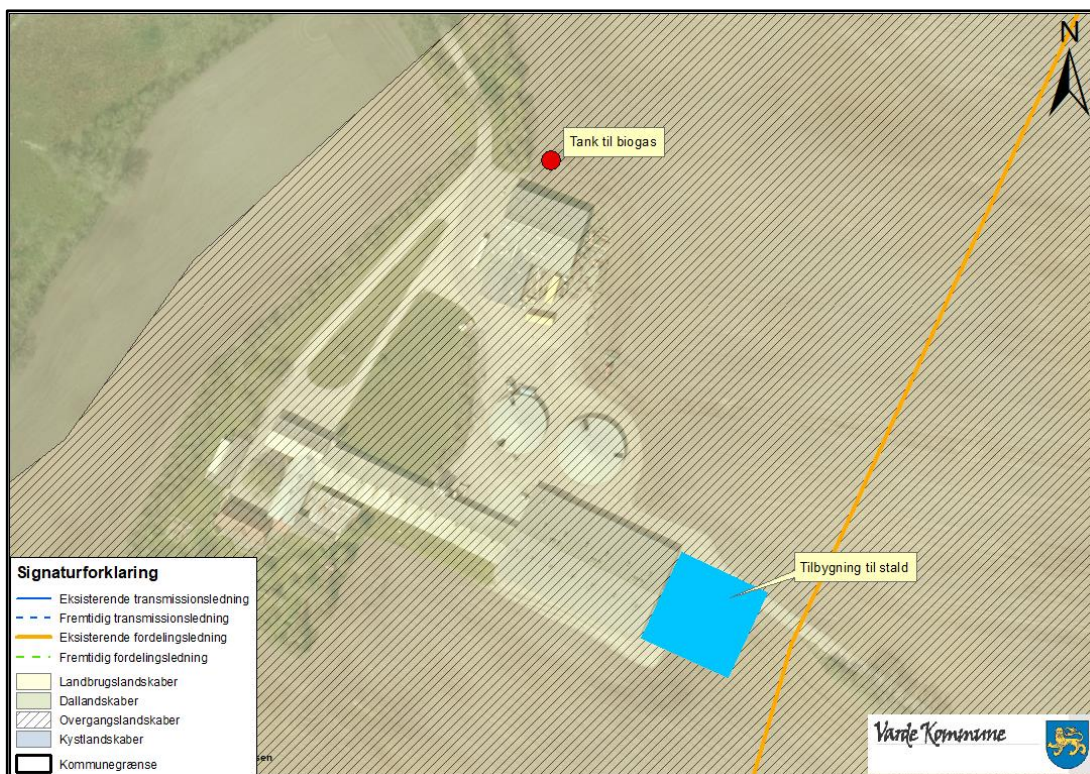 N
Tank til biogas
Tilbygning til stald
Signaturforklaring
Eksisterende transmissionsledning
Fremtidig transmissionsledning
Eksisterende fordelingsledning
Fremtidig fordelingsledning
Landbrugslandskaber
Dallandskaber
Overgangslandskaber
Kystlandskaber
Kommunegrænse
sen
Varde Kommune